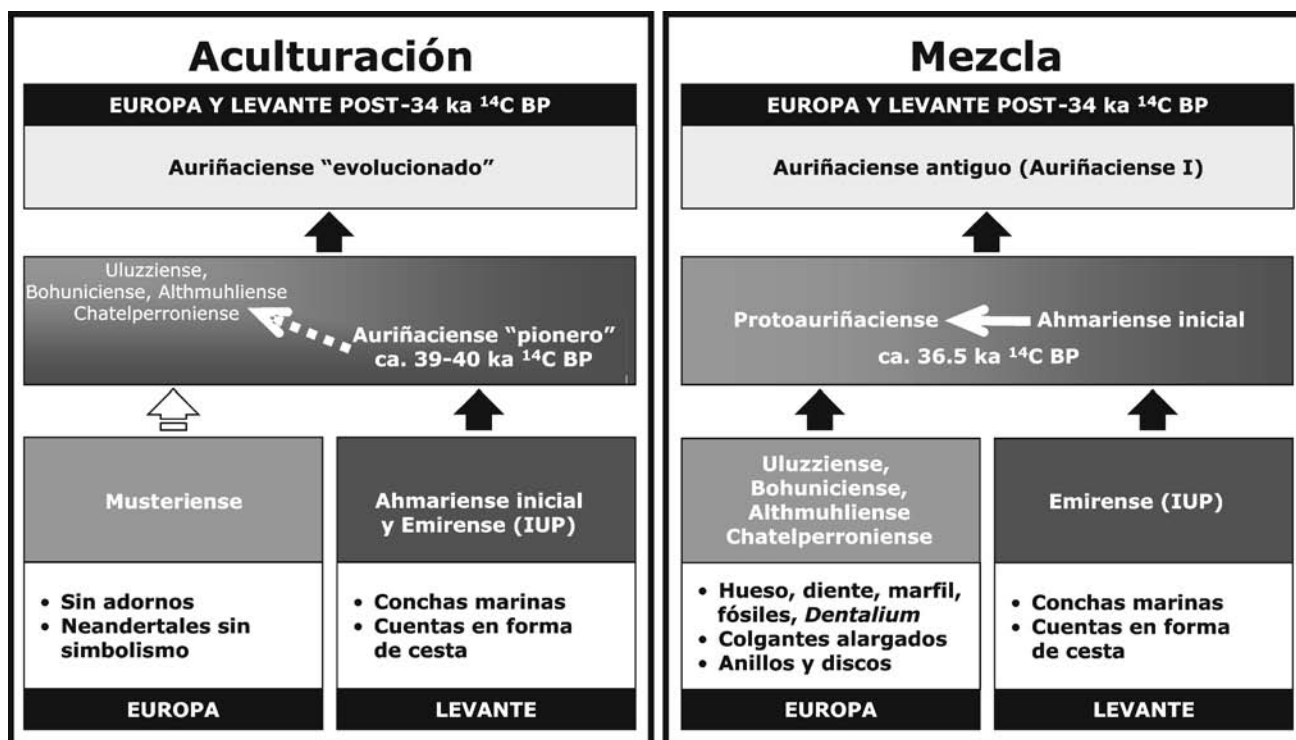 Aculturación
EUROPA Y LEVANTE POST-34 ka ¹⁴C BP
Auriñaciense “evolucionado”
Uluzziense,
Bohuniciense, Althmuhliense
Chatelperroniense
Auriñaciense “pionero”
ca. 39-40 ka ¹⁴C BP
Musteriense
Ahmariense inicial
y Emirense (IUP)
• Sin adornos
• Neandertales sin
simbolismo
• Conchas marinas
• Cuentas en forma
de cesta
EUROPA
LEVANTE
Mezcla
EUROPA Y LEVANTE POST-34 ka ¹⁴C BP
Auriñaciense antiguo (Auriñaciense I)
Protoauriñaciense
Ahmariense inicial
ca. 36.5 ka ¹⁴C BP
Uluzziense,
Bohuniciense,
Althmuhliense
Chatelperroniense
Emirense (IUP)
• Hueso, diente, marfil,
fósiles, Dentalium
• Colgantes alargados
• Anillos y discos
• Conchas marinas
• Cuentas en forma
de cesta
EUROPA
LEVANTE